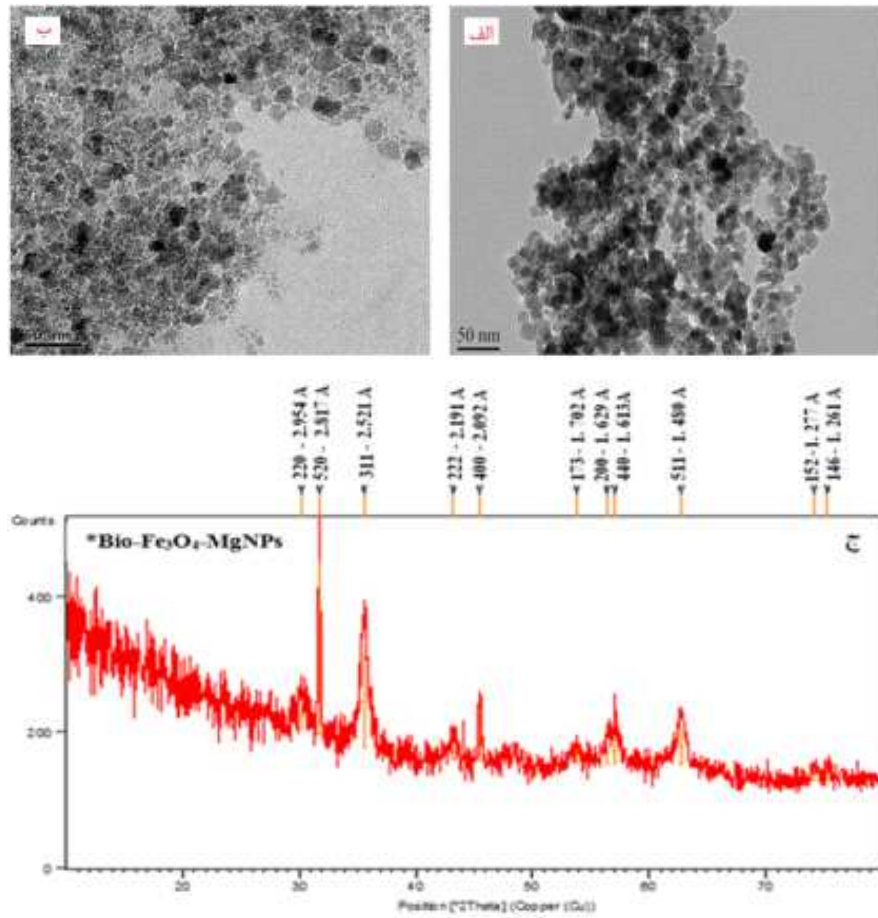 الف
ب
50 nm
220 - 2.954 A
520 - 2.817 A
311 - 2.521 A
222 - 2.191 A
400 - 2.092 A
173- 1.702 A
200 - 1.629 A
440 - 1.613A
511 - 1.480 A
152- 1.277 A
146- 1.261 A
Counts
*Bio-Fe₃O₄-MgNPs
ج
400
200
0
20
30
40
50
60
70
Position [°2Theta] (Copper (Cu))